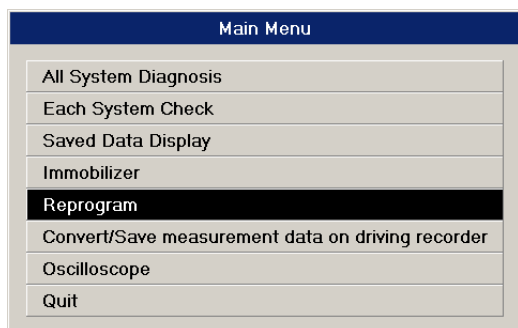 Main Menu
All System Diagnosis
Each System Check
Saved Data Display
Immobilizer
Reprogram
Convert/Save measurement data on driving recorder
Oscilloscope
Quit